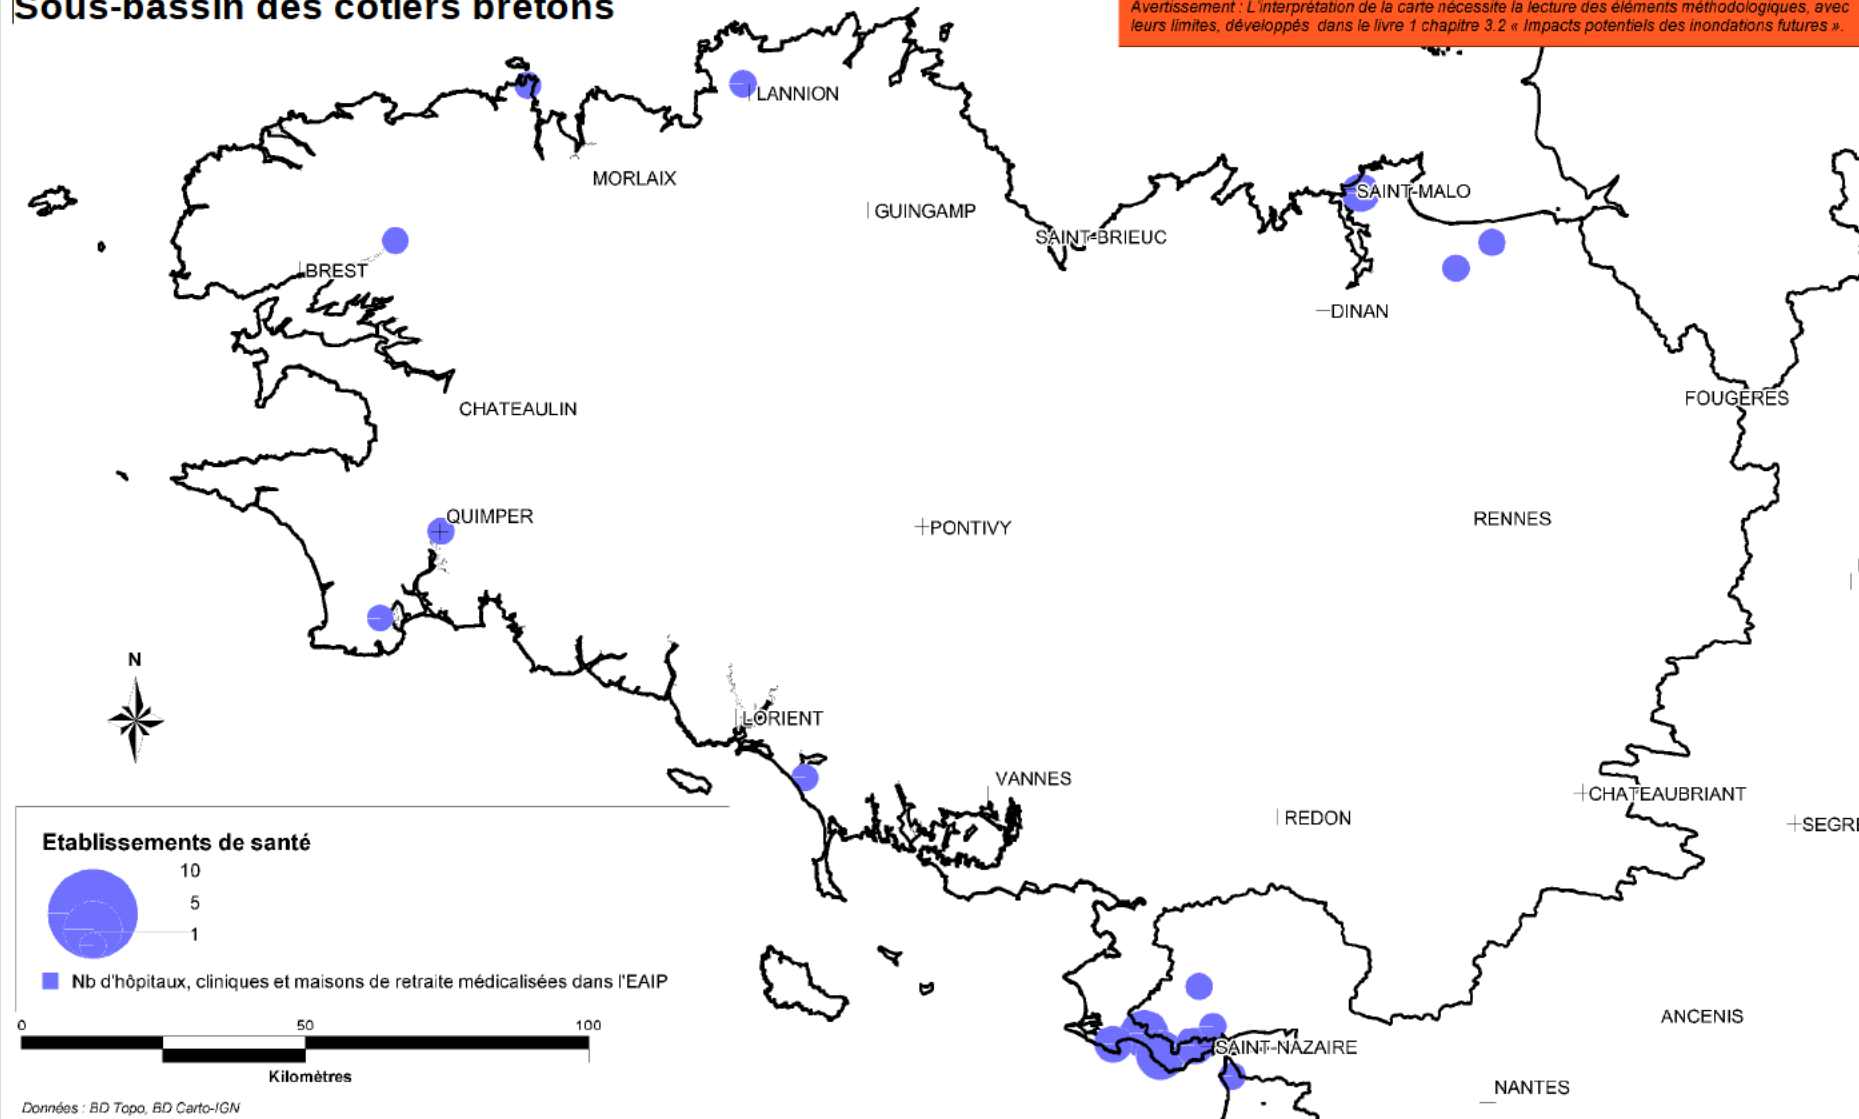 Sous-bassin des cotiers bretons
Avertissement : L'interprétation de la carte nécessite la lecture des éléments méthodologiques, avec
leurs limites, développés dans le livre 1 chapitre 3.2 « Impacts potentiels des inondations futures ».
LANNION
MORLAIX
GUINGAMP
SAINT-BRIEUC
SAINT-MALO
BREST
DINAN
CHATEAULIN
FOUGERES
QUIMPER
PONTIVY
RENNES
N
LORIENT
VANNES
REDON
CHATEAUBRIANT
SEGRE
Etablissements de santé
10
5
1
Nb d'hôpitaux, cliniques et maisons de retraite médicalisées dans l'EAIP
0 50 100
Kilomètres
ANCENIS
SAINT-NAZAIRE
NANTES
Données : BD Topo, BD Carto-IGN